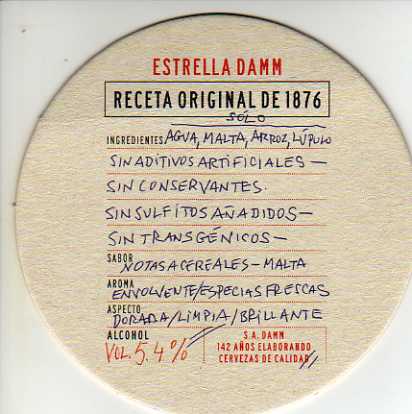 ESTRELLA DAMM
RECETA ORIGINAL DE 1876
SÓLO
INGREDIENTES AGUA, MALTA, ARROZ, LÚPULO
SIN ADITIVOS ARTIFICIALES —
SIN CONSERVANTES.
SIN SULFITOS AÑADIDOS —
SIN TRANSGÉNICOS —
SABOR
NOTAS A CEREALES – MALTA
AROMA
ENVOLVENTE/ESPECIAS FRESCAS
ASPECTO
DORADA/LIMPIA/BRILLANTE
ALCOHOL
VOL. 5.4%
S.A. DAMM
142 AÑOS ELABORANDO
CERVEZAS DE CALIDAD